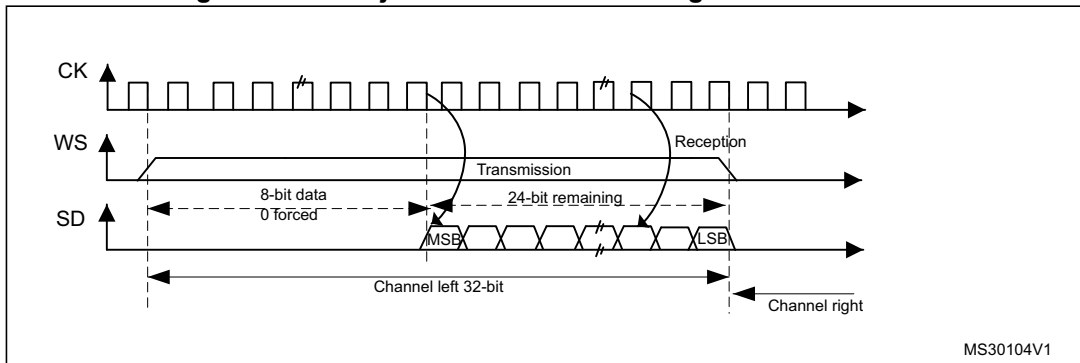 CK
Reception
WS
Transmission
8-bit data
24-bit remaining
0 forced
SD
MSB
LSB
Channel left 32-bit
Channel right
MS30104V1